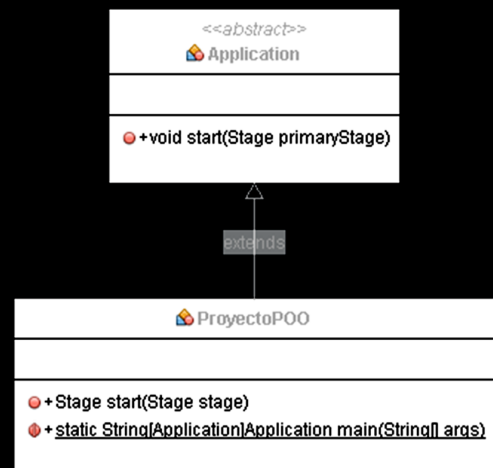 <<abstract>>
Application
+void start(Stage primaryStage)
extends
ProyectoPOO
+Stage start(Stage stage)
+static String[Application]Application main(String[] args)